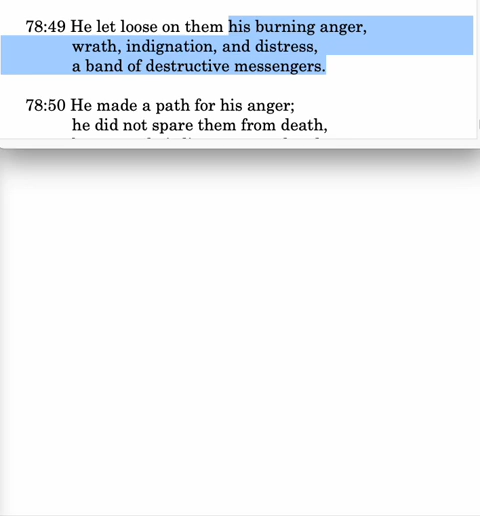 78:49 He let loose on them his burning anger,
wrath, indignation, and distress,
a band of destructive messengers.
78:50 He made a path for his anger;
he did not spare them from death,